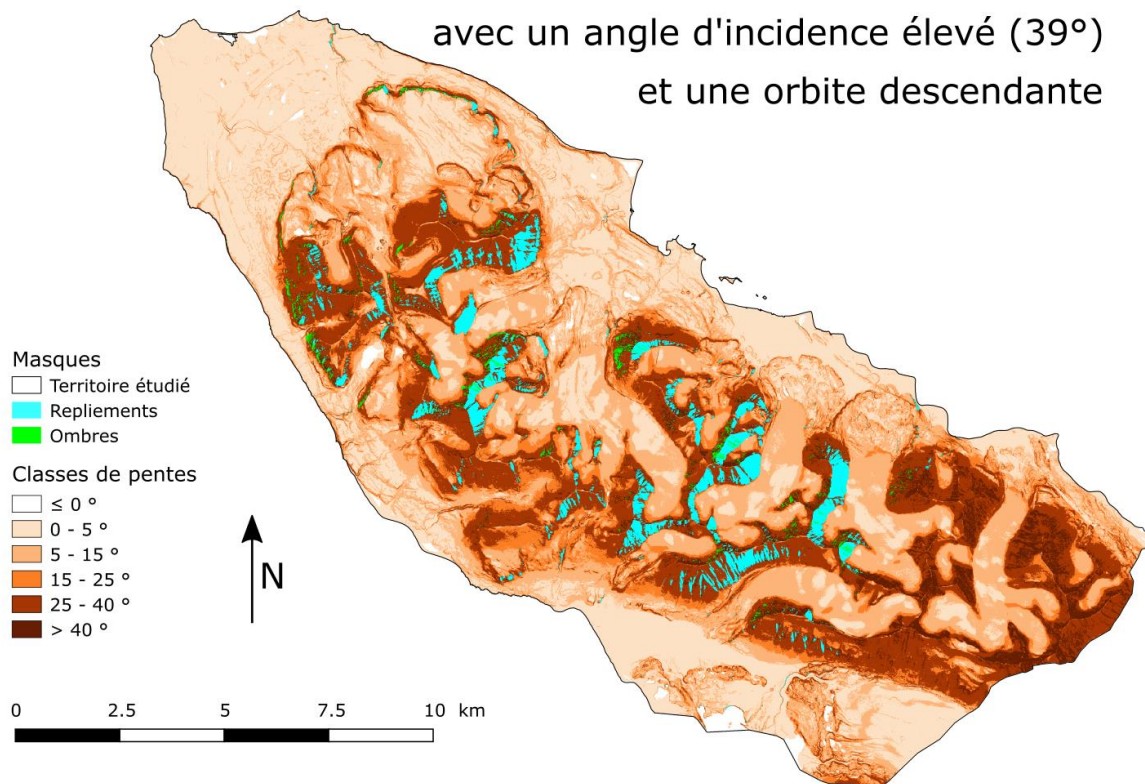 avec un angle d'incidence élevé (39°)
et une orbite descendante
Masques
Territoire étudié
Repliements
Ombres
Classes de pentes
≤ 0 °
0 - 5 °
5 - 15 °
15 - 25 °
25 - 40 °
> 40 °
N
0 2.5 5 7.5 10 km